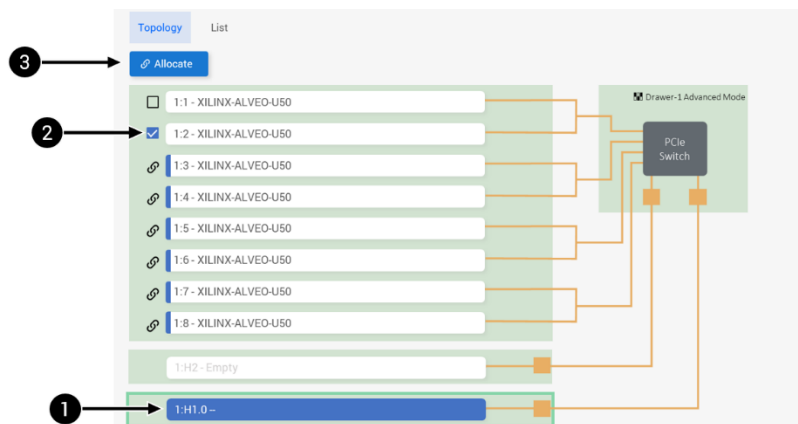 Topology List
3
Allocate
1:1 - XILINX-ALVEO-U50
Drawer-1 Advanced Mode
2
1:2 - XILINX-ALVEO-U50
PCIe
Switch
1:3 - XILINX-ALVEO-U50
1:4 - XILINX-ALVEO-U50
1:5 - XILINX-ALVEO-U50
1:6 - XILINX-ALVEO-U50
1:7 - XILINX-ALVEO-U50
1:8 - XILINX-ALVEO-U50
1:H2 - Empty
1
1:H1.0 –